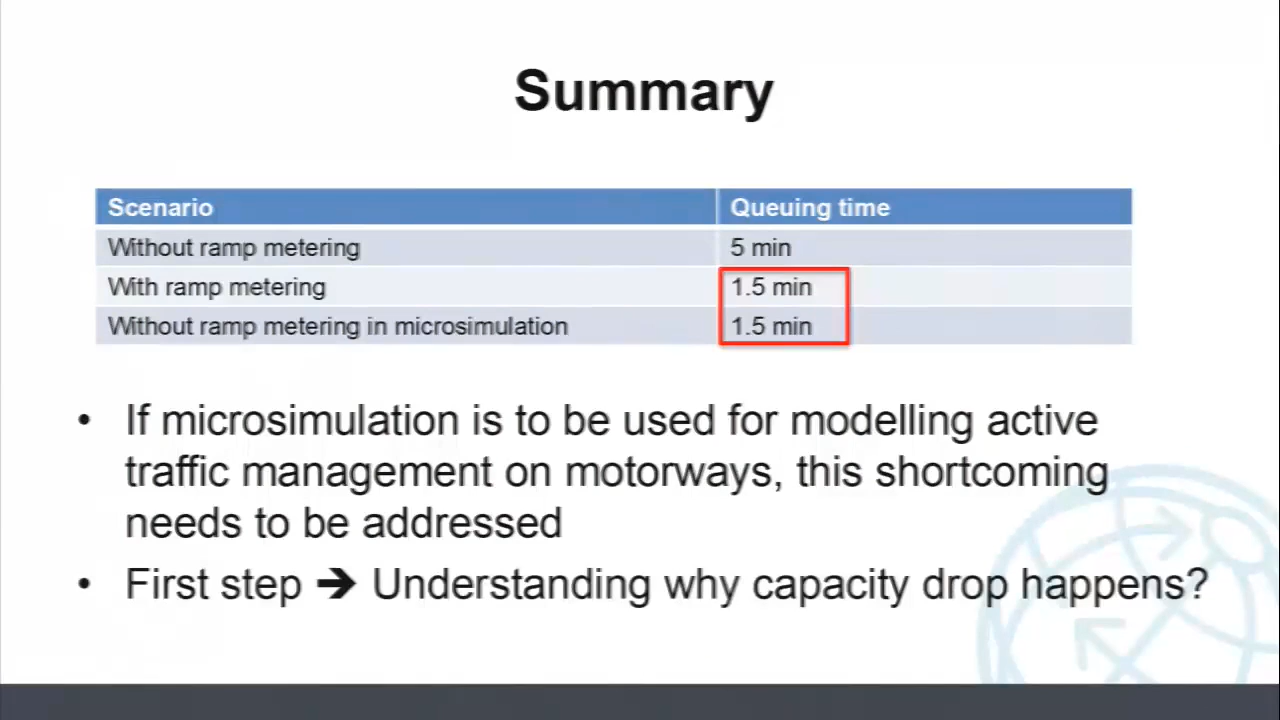 Summary
Scenario Queuing time
Without ramp metering 5 min
With ramp metering 1.5 min
Without ramp metering in microsimulation 1.5 min
• If microsimulation is to be used for modelling active
traffic management on motorways, this shortcoming
needs to be addressed
• First step ➔ Understanding why capacity drop happens?